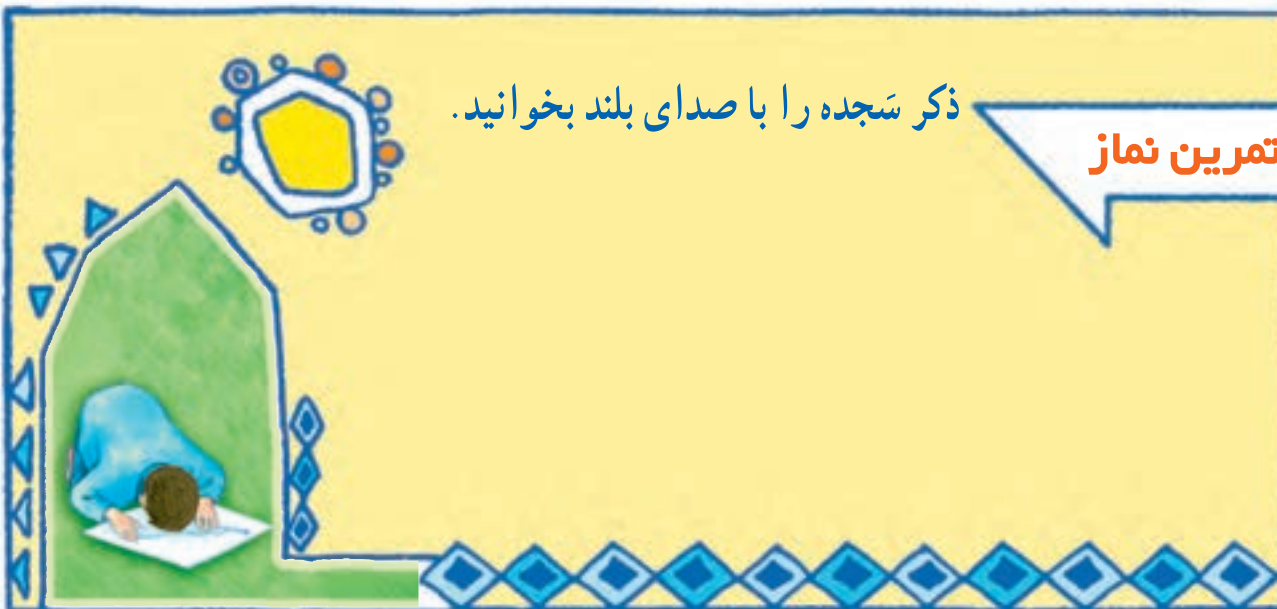 تمرین نماز
ذکر سَجده را با صدای بلند بخوانید.